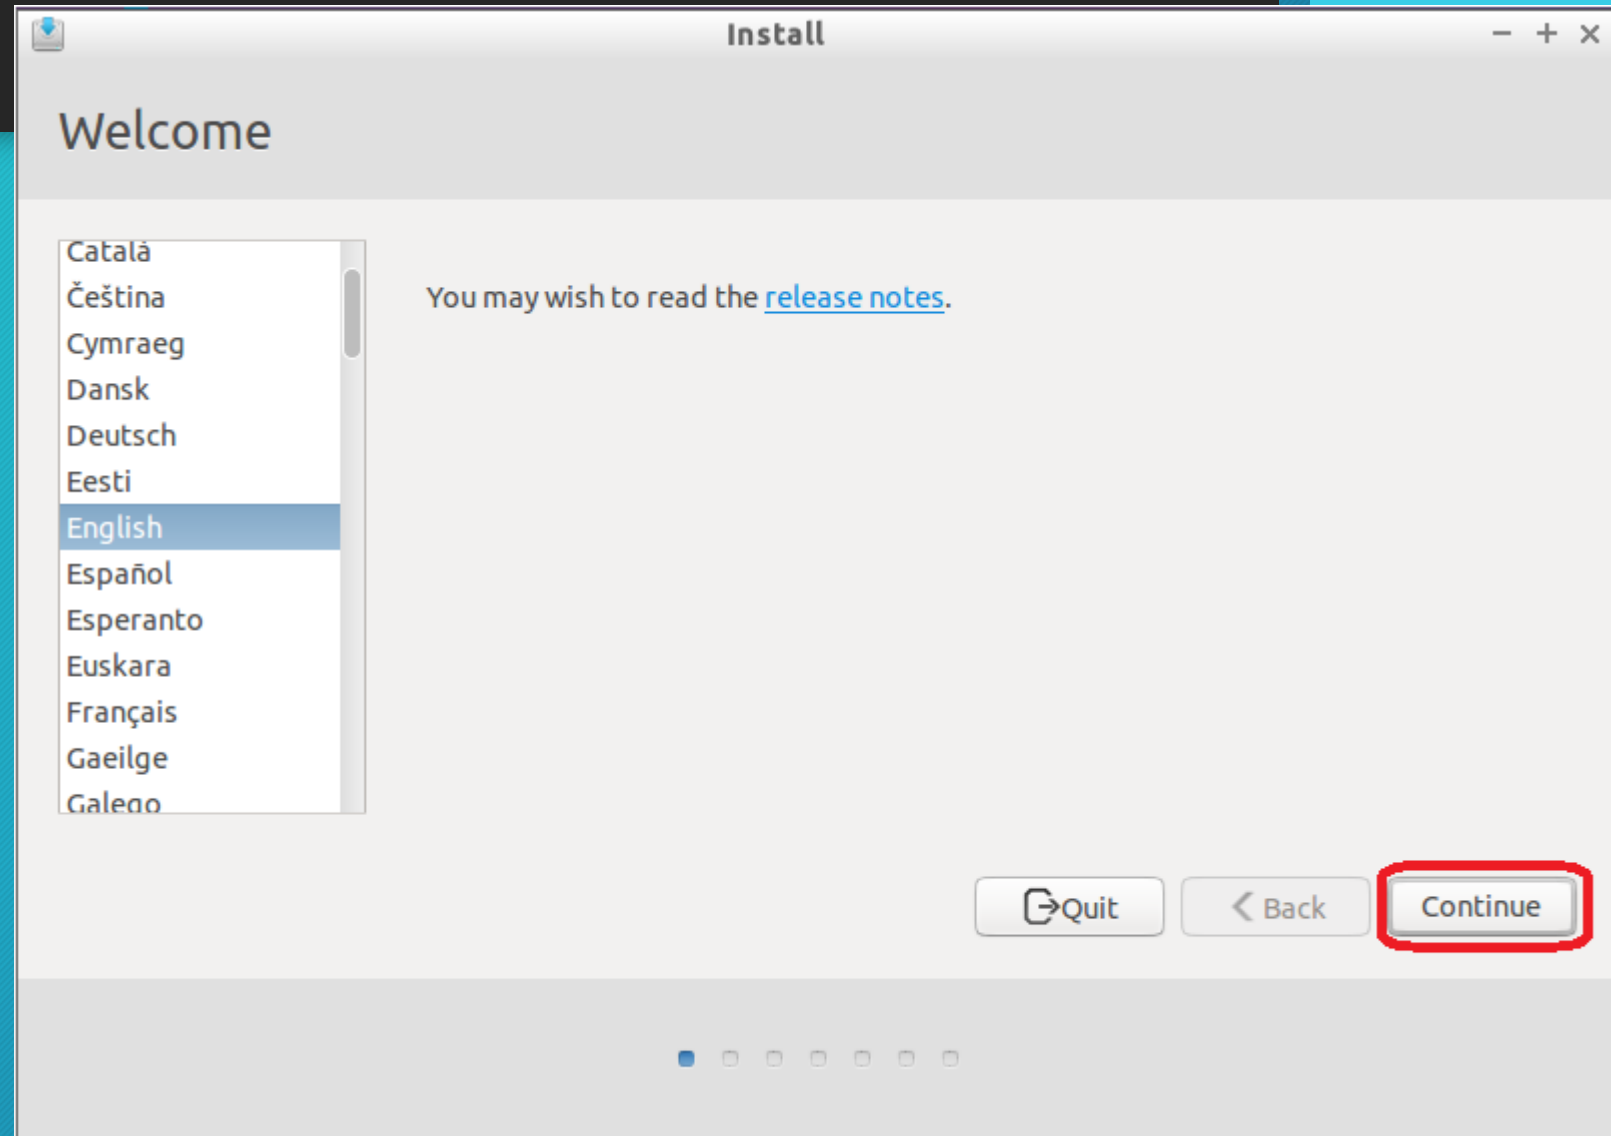 Install
Welcome
Català
Čeština
Cymraeg
Dansk
Deutsch
Eesti
English
Español
Esperanto
Euskara
Français
Gaeilge
Galego
You may wish to read the release notes.
Quit
Back
Continue